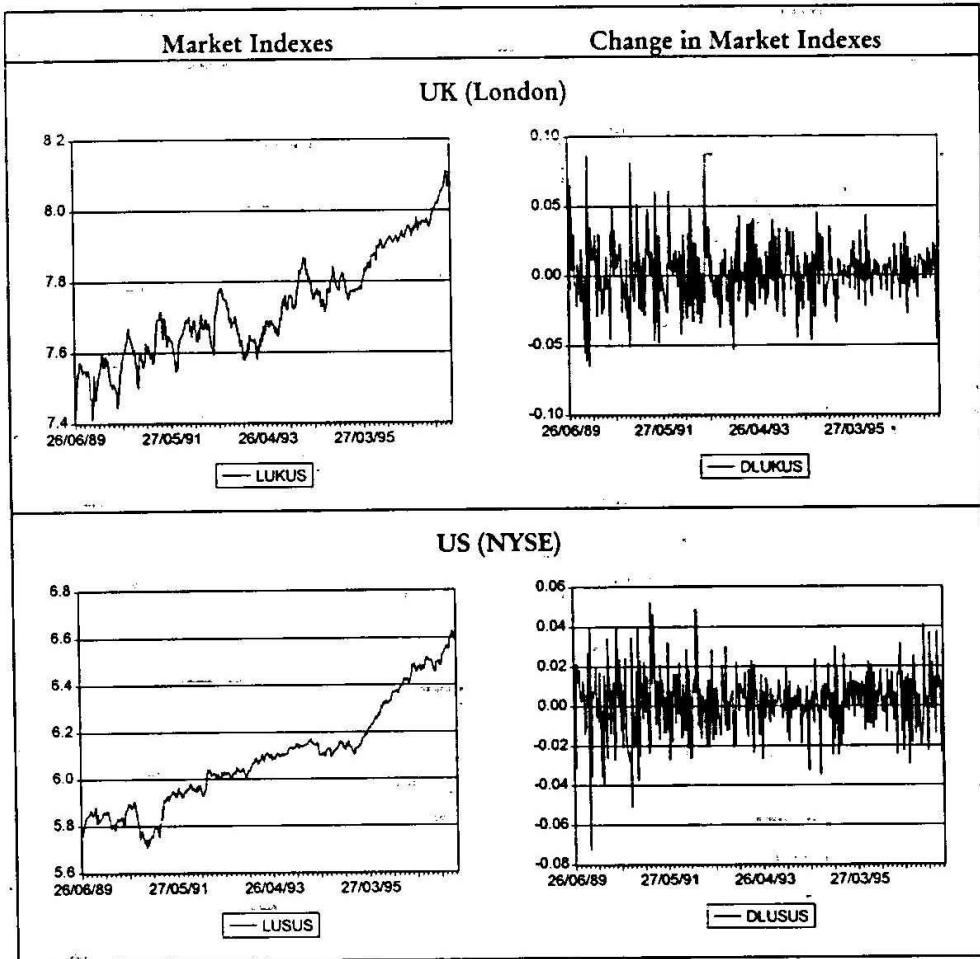 Market Indexes
Change in Market Indexes
UK (London)
8.2
8.0
7.8
7.6
7.4
26/06/89 27/05/91 26/04/93 27/03/95
LUKUS
0.10
0.05
0.00
-0.05
-0.10
26/06/89 27/05/91 26/04/93 27/03/95
DLUKUS
US (NYSE)
6.8
6.6
6.4
6.2
6.0
5.8
5.6
26/06/89 27/05/91 26/04/93 27/03/95
LUSUS
0.06
0.04
0.02
0.00
-0.02
-0.04
-0.06
-0.08
26/06/89 27/05/91 26/04/93 27/03/95
DLUSUS